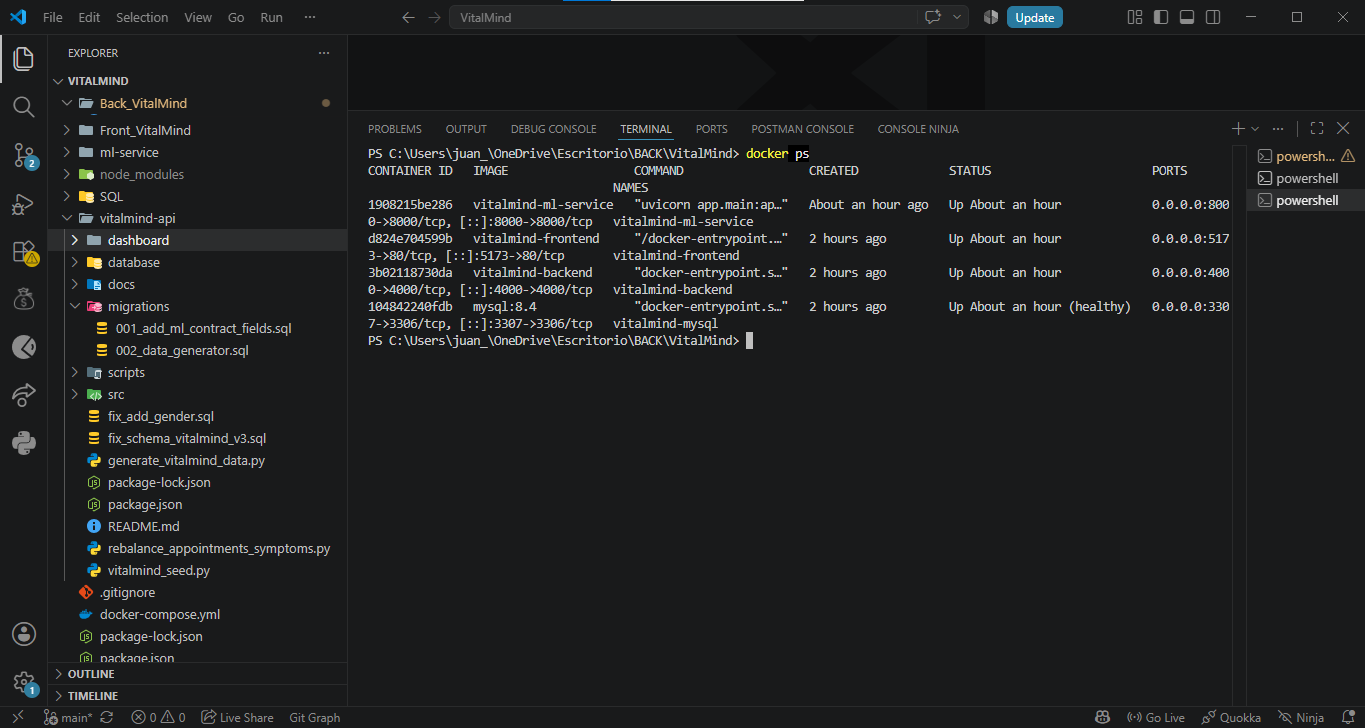 File Edit Selection View Go Run ···
VitalMind
Update
EXPLORER ···
VITALMIND
Back_VitalMind
Front_VitalMind
ml-service
node_modules
SQL
vitalmind-api
dashboard
database
docs
migrations
001_add_ml_contract_fields.sql
002_data_generator.sql
scripts
src
fix_add_gender.sql
fix_schema_vitalmind_v3.sql
generate_vitalmind_data.py
package-lock.json
package.json
README.md
rebalance_appointments_symptoms.py
vitalmind_seed.py
.gitignore
docker-compose.yml
package-lock.json
package.json
OUTLINE
TIMELINE
2
1
PROBLEMS OUTPUT DEBUG CONSOLE TERMINAL PORTS POSTMAN CONSOLE CONSOLE NINJA
PS C:\Users\juan_\OneDrive\Escritorio\BACK\VitalMind> docker ps
CONTAINER ID IMAGE COMMAND CREATED STATUS PORTS
NAMES
1908215be286 vitalmind-ml-service "uvicorn app.main:ap…" About an hour ago Up About an hour 0.0.0.0:800
0->8000/tcp, [::]:8000->8000/tcp vitalmind-ml-service
d824e704599b vitalmind-frontend "/docker-entrypoint.…" 2 hours ago Up About an hour 0.0.0.0:517
3->80/tcp, [::]:5173->80/tcp vitalmind-frontend
3b02118730da vitalmind-backend "docker-entrypoint.s…" 2 hours ago Up About an hour 0.0.0.0:400
0->4000/tcp, [::]:4000->4000/tcp vitalmind-backend
104842240fdb mysql:8.4 "docker-entrypoint.s…" 2 hours ago Up About an hour (healthy) 0.0.0.0:330
7->3306/tcp, [::]:3307->3306/tcp vitalmind-mysql
PS C:\Users\juan_\OneDrive\Escritorio\BACK\VitalMind>
powersh...
powershell
powershell
main* 0 0 Live Share Git Graph
Go Live Quokka Ninja